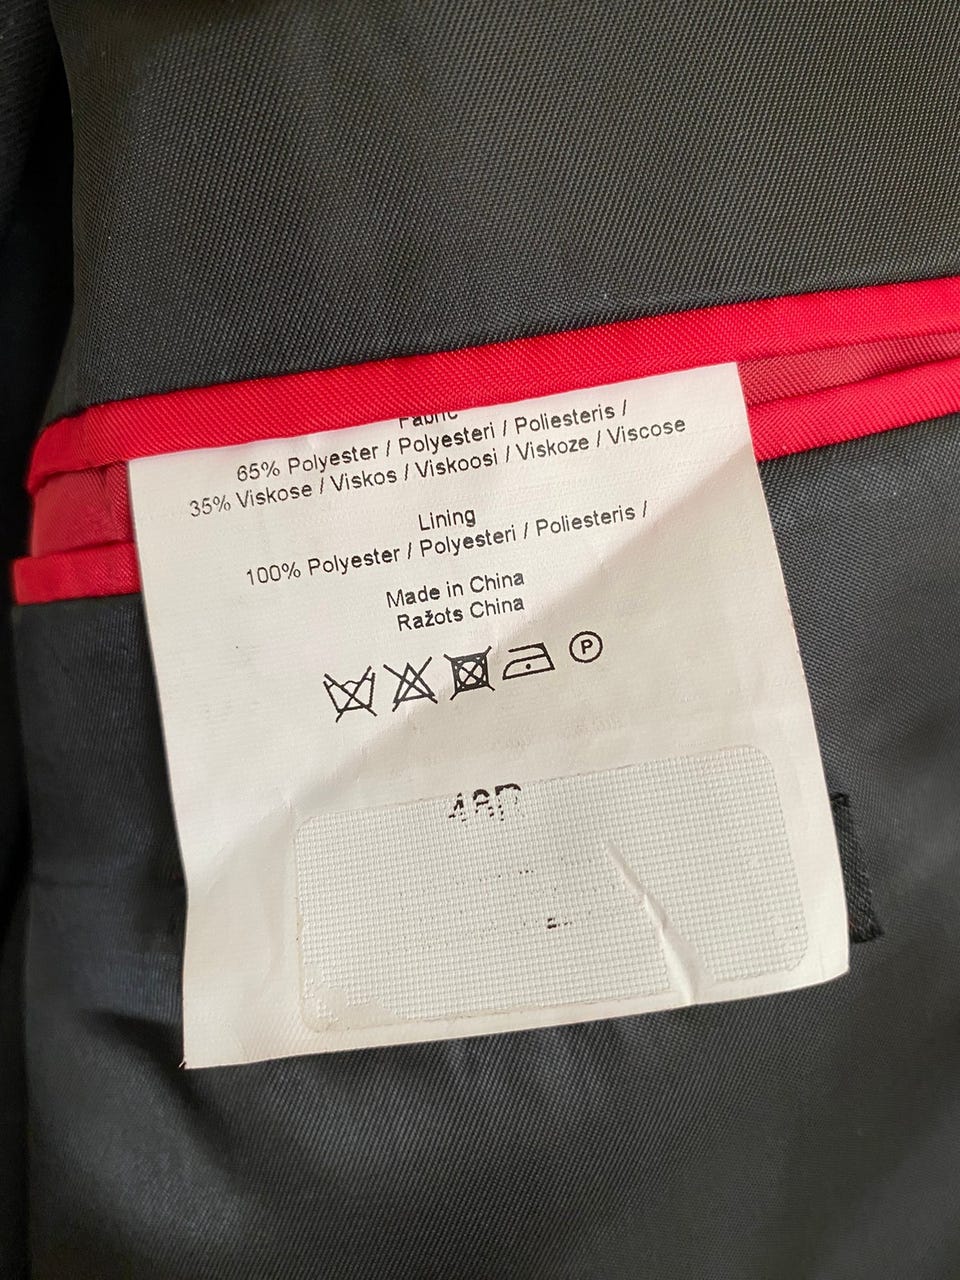 Fabric
65% Polyester / Polyesteri / Poliesteris /
35% Viskose / Viskos / Viskoosi / Viskoze / Viscose
Lining
100% Polyester / Polyesteri / Poliesteris /
Made in China
Ražots China
P